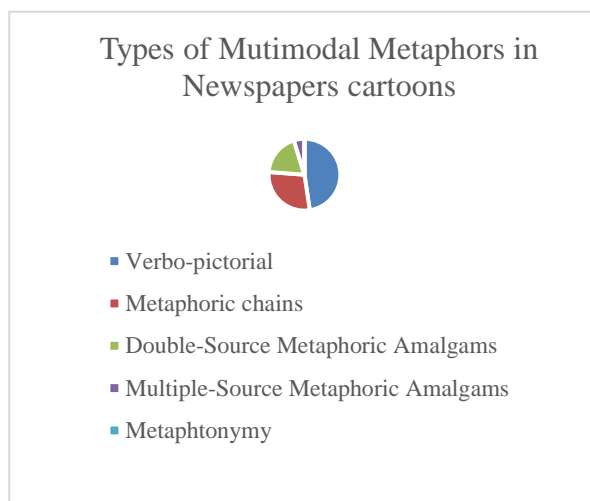 Types of Mutimodal Metaphors in
Newspapers cartoons
Verbo-pictorial
Metaphoric chains
Double-Source Metaphoric Amalgams
Multiple-Source Metaphoric Amalgams
Metaphtonymy